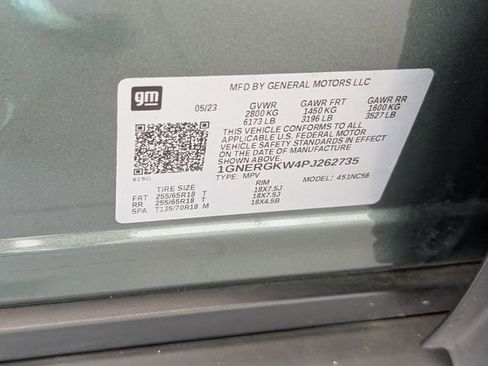 gm
MFD BY GENERAL MOTORS LLC
05/23 GVWR GAWR FRT GAWR RR
2800 KG 1450 KG 1600 KG
6173 LB 3196 LB 3527 LB
THIS VEHICLE CONFORMS TO ALL
APPLICABLE U.S. FEDERAL MOTOR
VEHICLE SAFETY STANDARDS IN EFFECT
ON THE DATE OF MANUFACTURE SHOWN ABOVE.
1GNERGKW4PJ262735
619G
TYPE: MPV MODEL: 451NC56
TIRE SIZE RIM
FRT 255/65R18 T 18X7.5J
RR 255/65R18 T 18X7.5J
SPA T135/70R18 M 18X4.5B